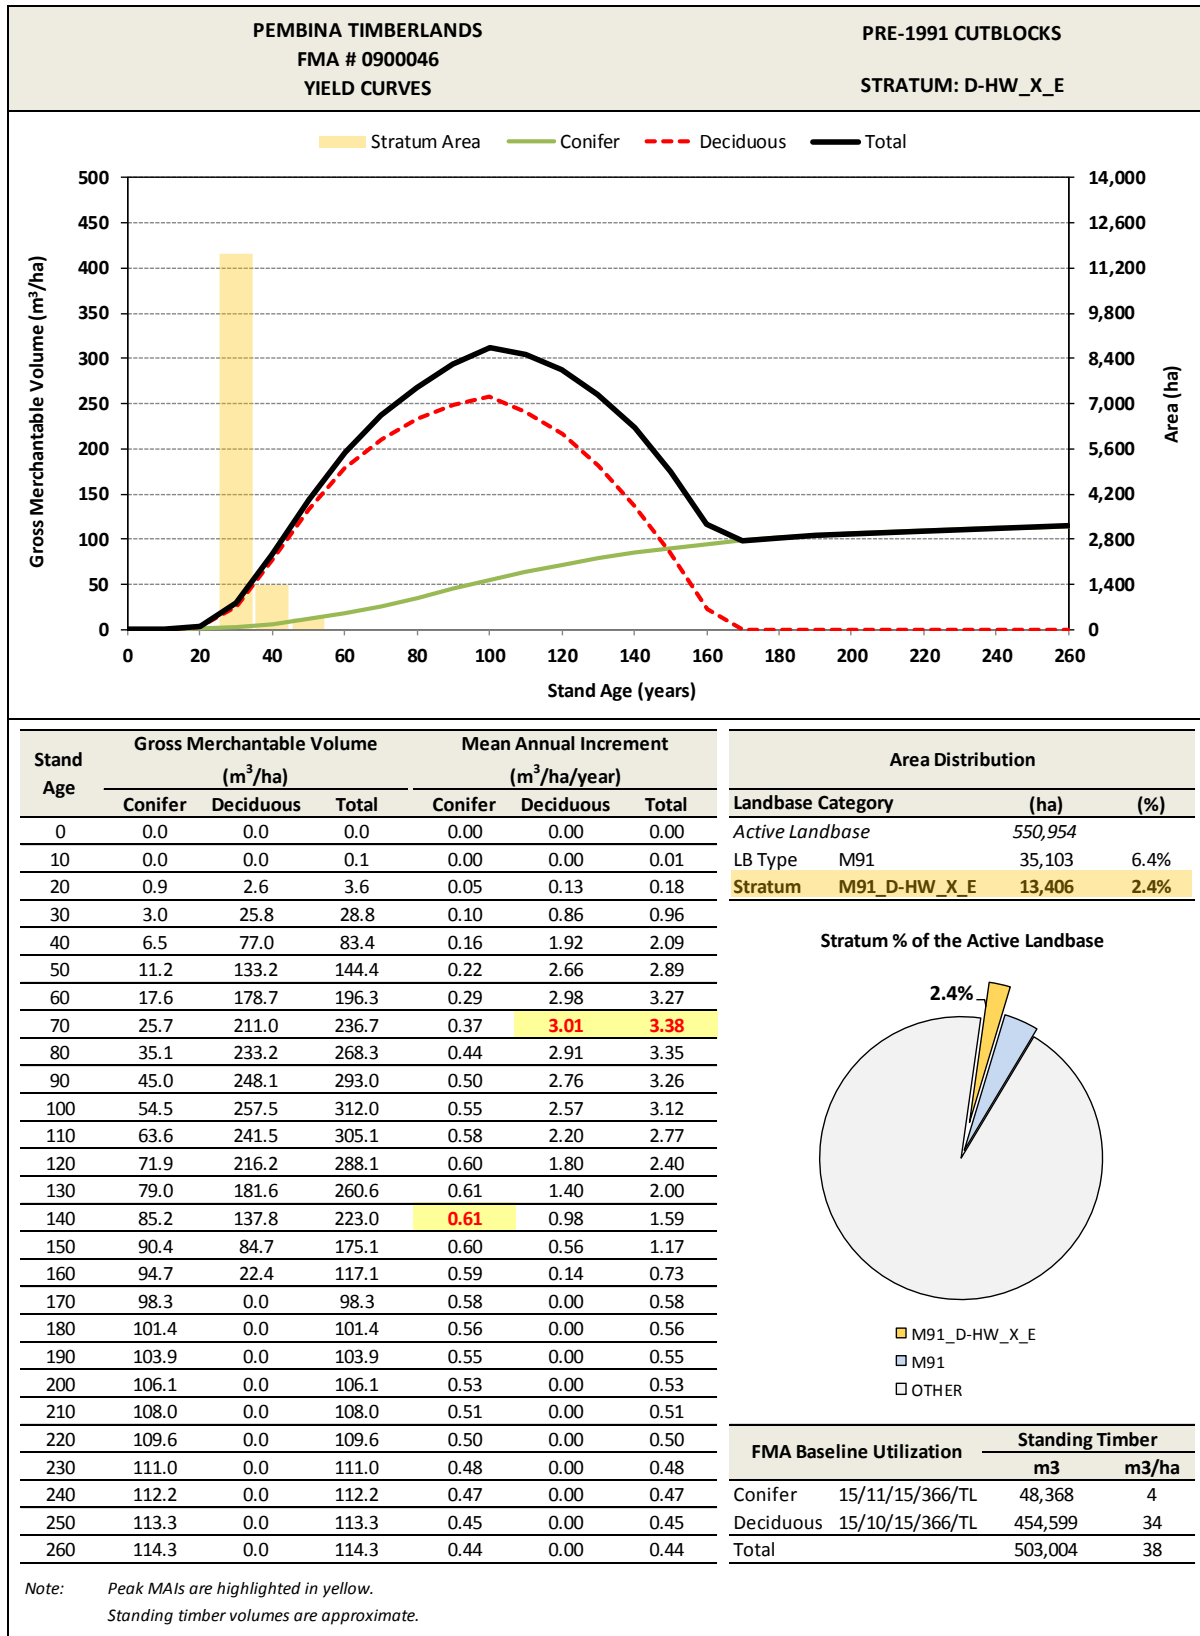 PEMBINA TIMBERLANDS
FMA # 0900046
YIELD CURVES
PRE-1991 CUTBLOCKS
STRATUM: D-HW_X_E
Stratum Area Conifer Deciduous Total
Gross Merchantable Volume (m³/ha)
500
450
400
350
300
250
200
150
100
50
0
14,000
12,600
11,200
9,800
8,400
7,000
5,600
4,200
2,800
1,400
0
Area (ha)
0 20 40 60 80 100 120 140 160 180 200 220 240 260
Stand Age (years)
Stand Age Gross Merchantable Volume (m³/ha) Mean Annual Increment (m³/ha/year)
Conifer Deciduous Total Conifer Deciduous Total
0 0.0 0.0 0.0 0.00 0.00 0.00
10 0.0 0.0 0.1 0.00 0.00 0.01
20 0.9 2.6 3.6 0.05 0.13 0.18
30 3.0 25.8 28.8 0.10 0.86 0.96
40 6.5 77.0 83.4 0.16 1.92 2.09
50 11.2 133.2 144.4 0.22 2.66 2.89
60 17.6 178.7 196.3 0.29 2.98 3.27
70 25.7 211.0 236.7 0.37 3.01 3.38
80 35.1 233.2 268.3 0.44 2.91 3.35
90 45.0 248.1 293.0 0.50 2.76 3.26
100 54.5 257.5 312.0 0.55 2.57 3.12
110 63.6 241.5 305.1 0.58 2.20 2.77
120 71.9 216.2 288.1 0.60 1.80 2.40
130 79.0 181.6 260.6 0.61 1.40 2.00
140 85.2 137.8 223.0 0.61 0.98 1.59
150 90.4 84.7 175.1 0.60 0.56 1.17
160 94.7 22.4 117.1 0.59 0.14 0.73
170 98.3 0.0 98.3 0.58 0.00 0.58
180 101.4 0.0 101.4 0.56 0.00 0.56
190 103.9 0.0 103.9 0.55 0.00 0.55
200 106.1 0.0 106.1 0.53 0.00 0.53
210 108.0 0.0 108.0 0.51 0.00 0.51
220 109.6 0.0 109.6 0.50 0.00 0.50
230 111.0 0.0 111.0 0.48 0.00 0.48
240 112.2 0.0 112.2 0.47 0.00 0.47
250 113.3 0.0 113.3 0.45 0.00 0.45
260 114.3 0.0 114.3 0.44 0.00 0.44
Area Distribution
Landbase Category (ha) (%)
Active Landbase 550,954
LB Type M91 35,103 6.4%
Stratum M91_D-HW_X_E 13,406 2.4%
Stratum % of the Active Landbase
2.4%
M91_D-HW_X_E
M91
OTHER
FMA Baseline Utilization Standing Timber
m3 m3/ha
Conifer 15/11/15/366/TL 48,368 4
Deciduous 15/10/15/366/TL 454,599 34
Total 503,004 38
Note: Peak MAIs are highlighted in yellow.
Standing timber volumes are approximate.